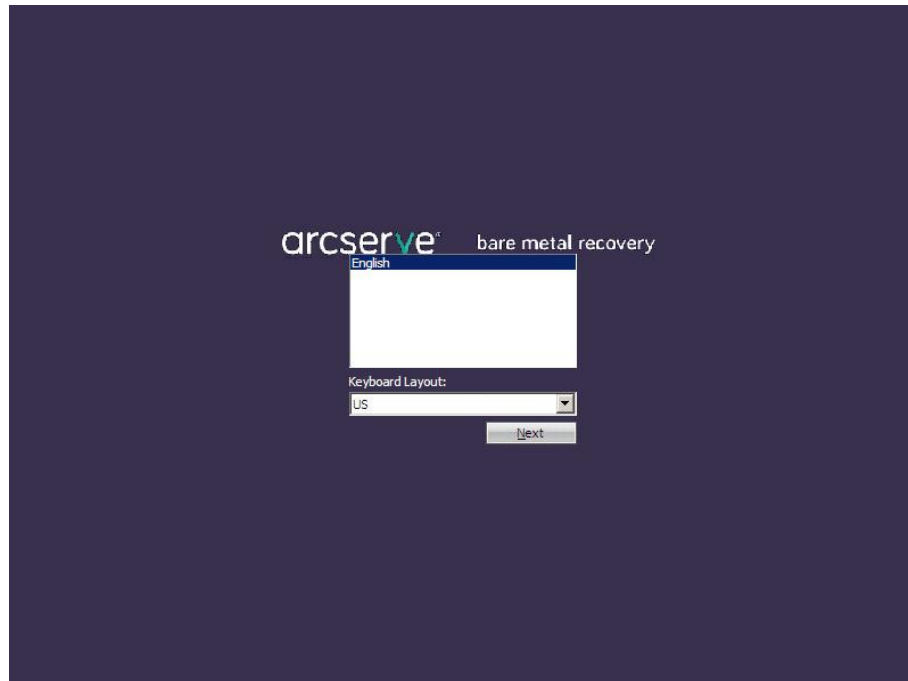 arcserve® bare metal recovery
English
Keyboard Layout:
US
Next